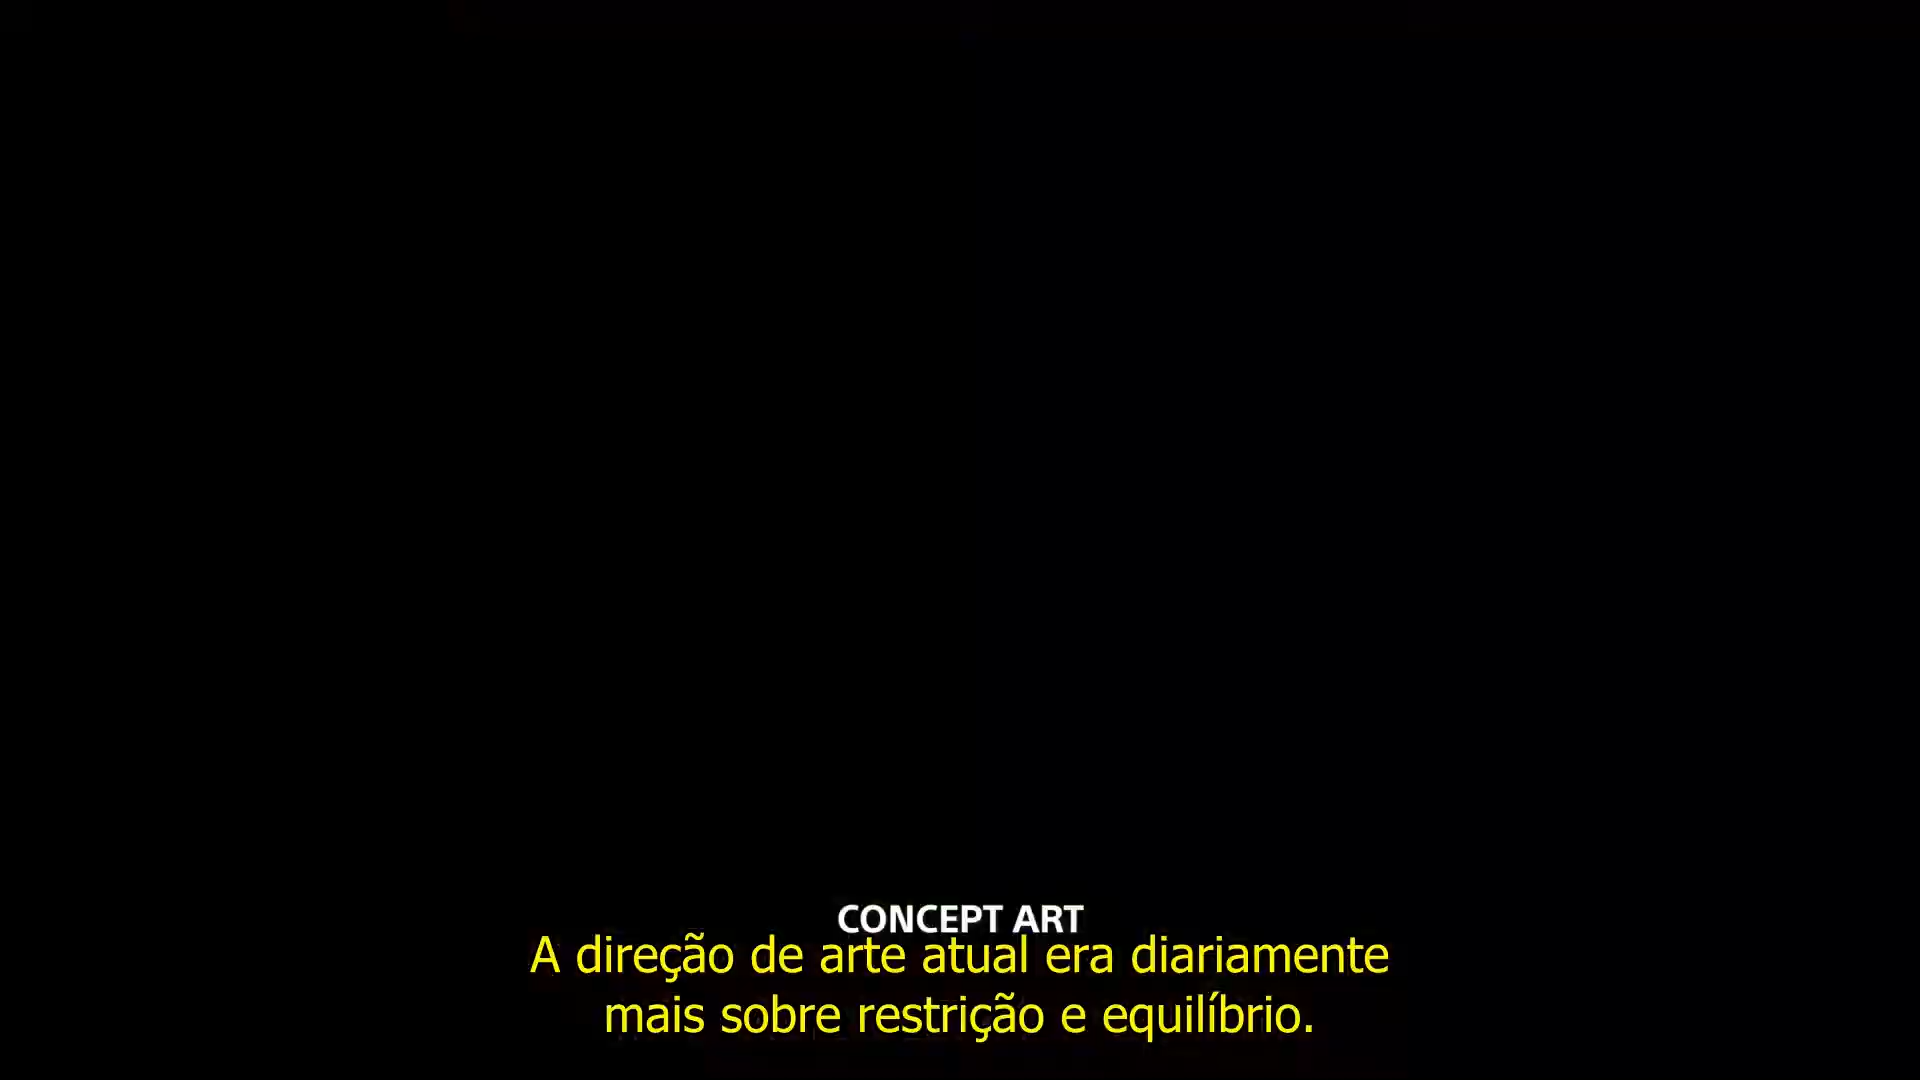 CONCEPT ART
A direção de arte atual era diariamente
mais sobre restrição e equilíbrio.